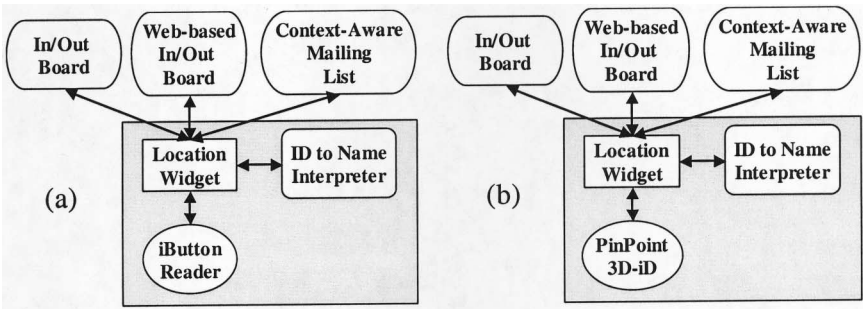 In/Out
Board
Web-based
In/Out
Board
Context-Aware
Mailing
List
Location
Widget
ID to Name
Interpreter
iButton
Reader
(a)
In/Out
Board
Web-based
In/Out
Board
Context-Aware
Mailing
List
Location
Widget
ID to Name
Interpreter
PinPoint
3D-iD
(b)